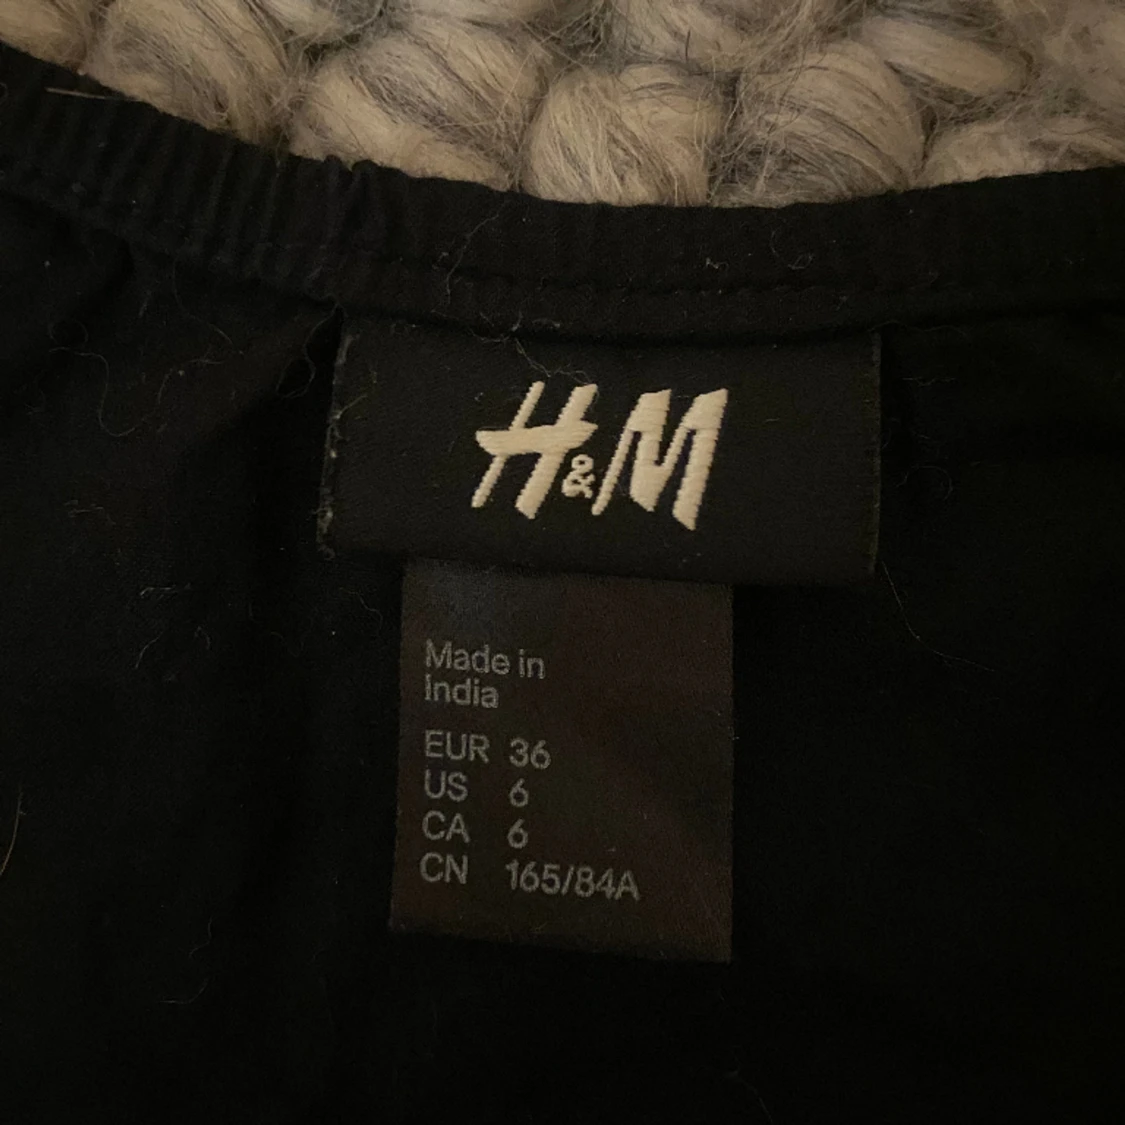 H&M
Made in
India
EUR 36
US 6
CA 6
CN 165/84A